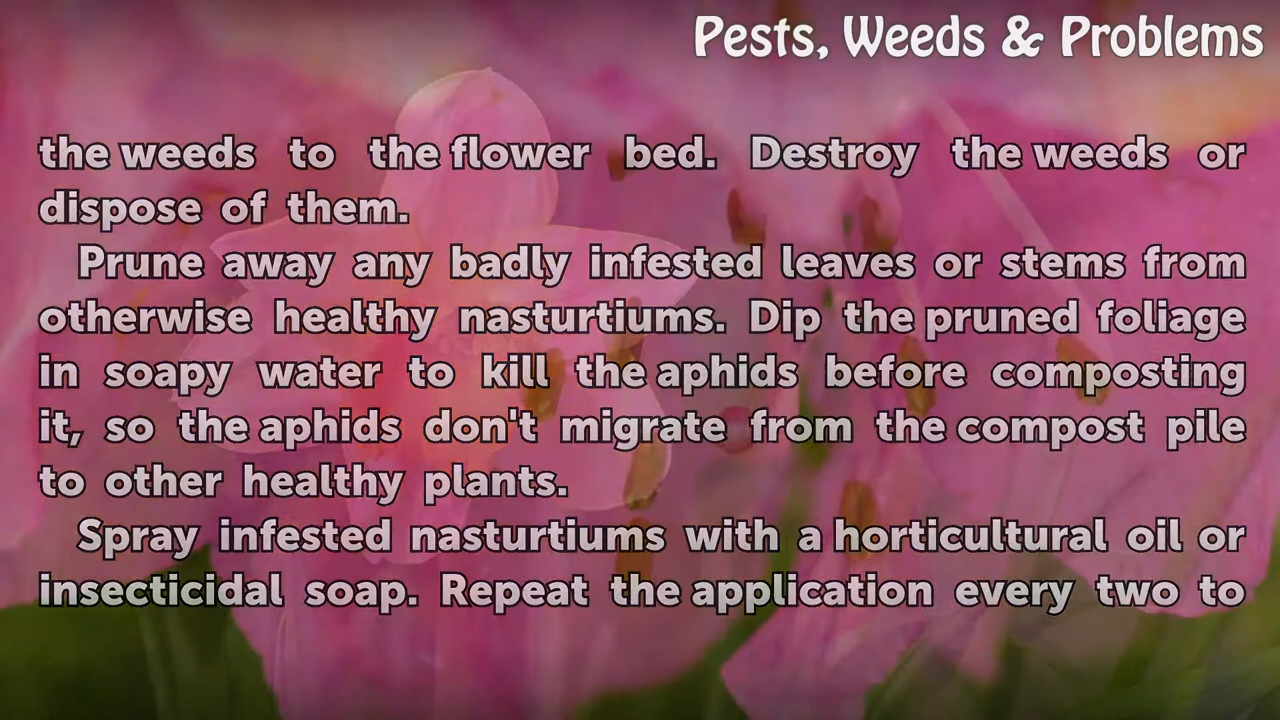 Pests, Weeds & Problems
the weeds to the flower bed. Destroy the weeds or
dispose of them.
Prune away any badly infested leaves or stems from
otherwise healthy nasturtiums. Dip the pruned foliage
in soapy water to kill the aphids before composting
it, so the aphids don't migrate from the compost pile
to other healthy plants.
Spray infested nasturtiums with a horticultural oil or
insecticidal soap. Repeat the application every two to